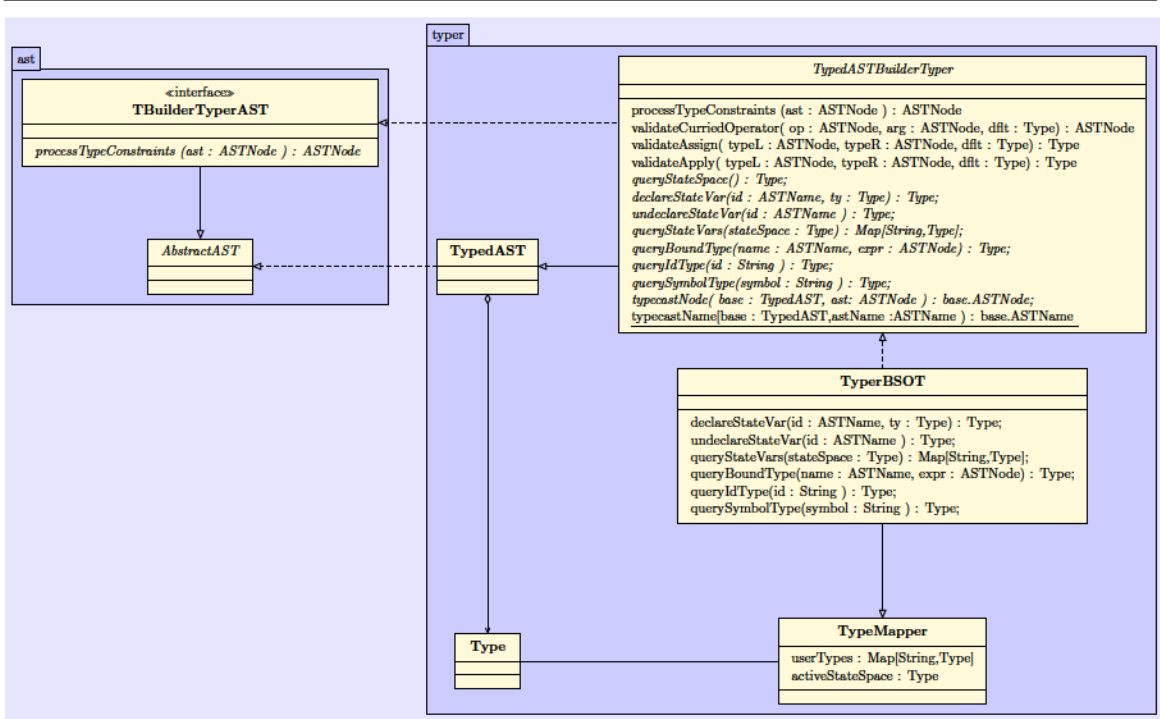 ast
«interface»
TBuilderTyperAST
processTypeConstraints (ast : ASTNode ) : ASTNode
AbstractAST
typer
TypedASTBuilderTyper
processTypeConstraints (ast : ASTNode ) : ASTNode
validateCurriedOperator( op : ASTNode, arg : ASTNode, dflt : Type) : ASTNode
validateAssign( typeL : ASTNode, typeR : ASTNode, dflt : Type) : Type
validateApply( typeL : ASTNode, typeR : ASTNode, dflt : Type) : Type
queryStateSpace() : Type;
declareStateVar(id : ASTName, ty : Type) : Type;
undeclareStateVar(id : ASTName ) : Type;
queryStateVars(stateSpace : Type) : Map[String,Type];
queryBoundType(name : ASTName, expr : ASTNode) : Type;
queryIdType(id : String ) : Type;
querySymbolType(symbol : String ) : Type;
typecastNode( base : TypedAST, ast: ASTNode ) : base.ASTNode;
typecastName[base : TypedAST,astName :ASTName ) : base.ASTName
TypedAST
TyperBSOT
declareStateVar(id : ASTName, ty : Type) : Type;
undeclareStateVar(id : ASTName ) : Type;
queryStateVars(stateSpace : Type) : Map[String,Type];
queryBoundType(name : ASTName, expr : ASTNode) : Type;
queryIdType(id : String ) : Type;
querySymbolType(symbol : String ) : Type;
Type
TypeMapper
userTypes : Map[String,Type]
activeStateSpace : Type